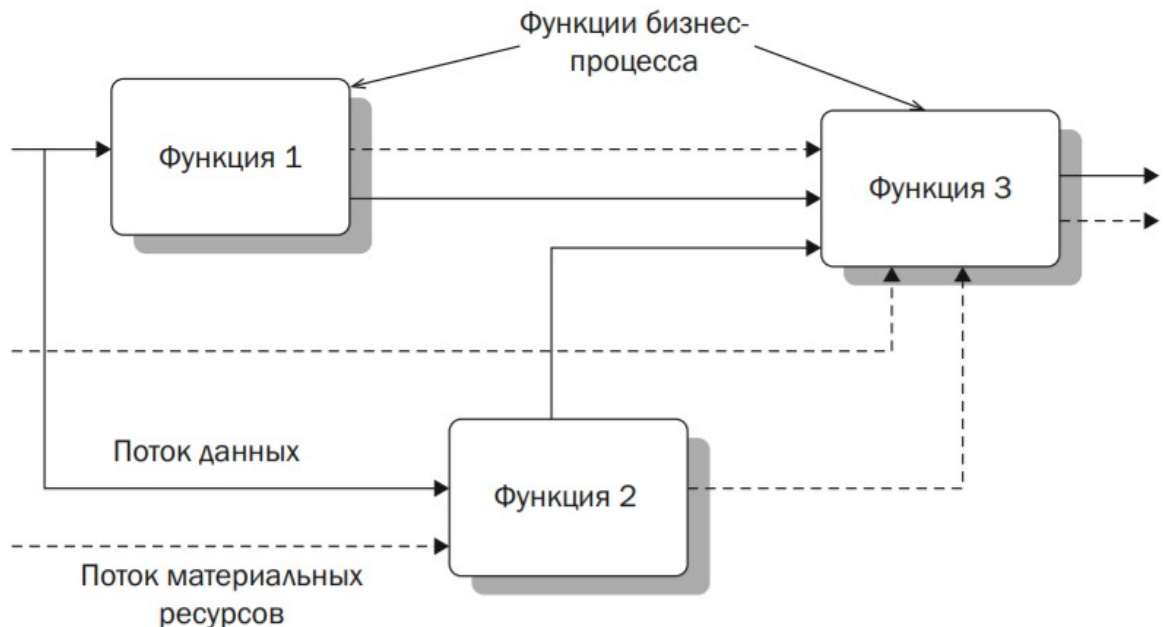 Функции бизнес-
процесса
Функция 1
Функция 3
Поток данных
Функция 2
Поток материальных
ресурсов